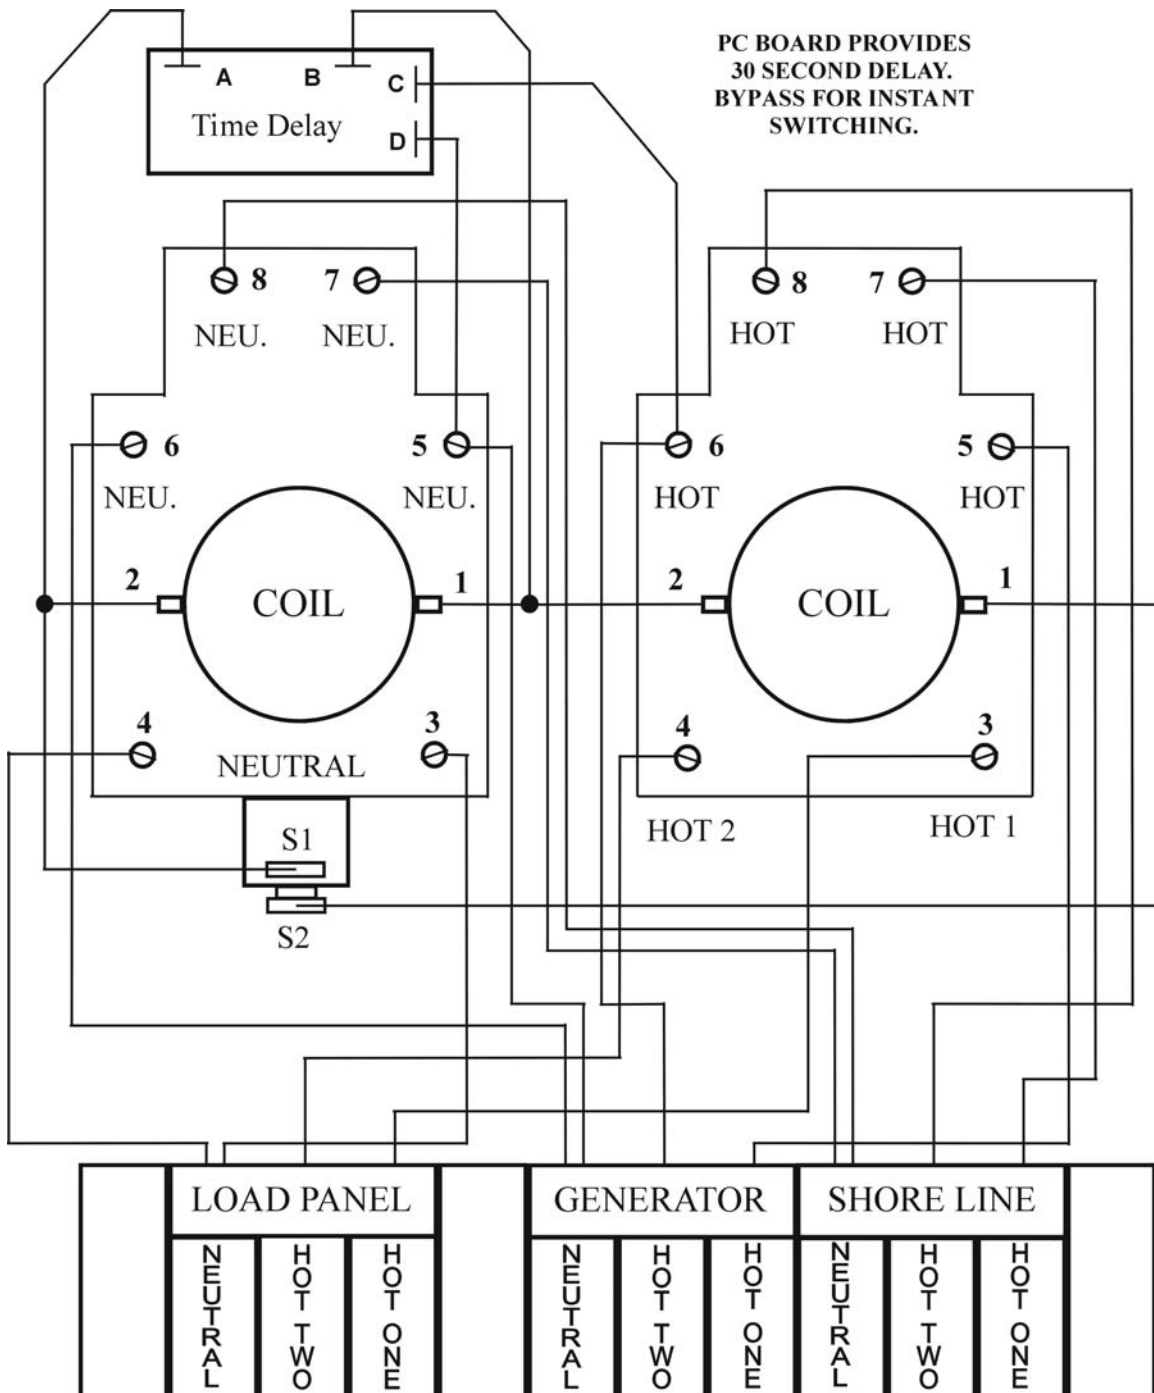 PC BOARD PROVIDES
30 SECOND DELAY.
BYPASS FOR INSTANT
SWITCHING.
A B C
Time Delay D
8 7
NEU. NEU.
8 7
HOT HOT
6 5
NEU. NEU.
6 5
HOT HOT
2 COIL 1
2 COIL 1
4 3
NEUTRAL
4 3
HOT 2 HOT 1
S1
S2
LOAD PANEL
GENERATOR
SHORE LINE
NEUTRAL
HOT TWO
HOT ONE
NEUTRAL
HOT TWO
HOT ONE
NEUTRAL
HOT TWO
HOT ONE